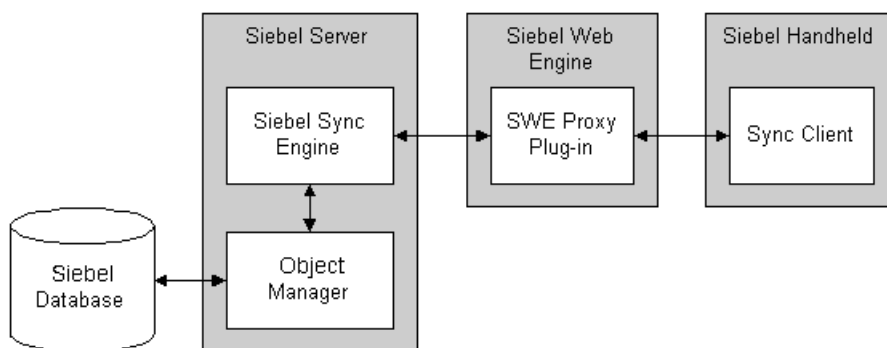 Siebel Server
Siebel Web
Engine
Siebel Handheld
Siebel Sync
Engine
SWE Proxy
Plug-in
Sync Client
Object
Manager
Siebel
Database